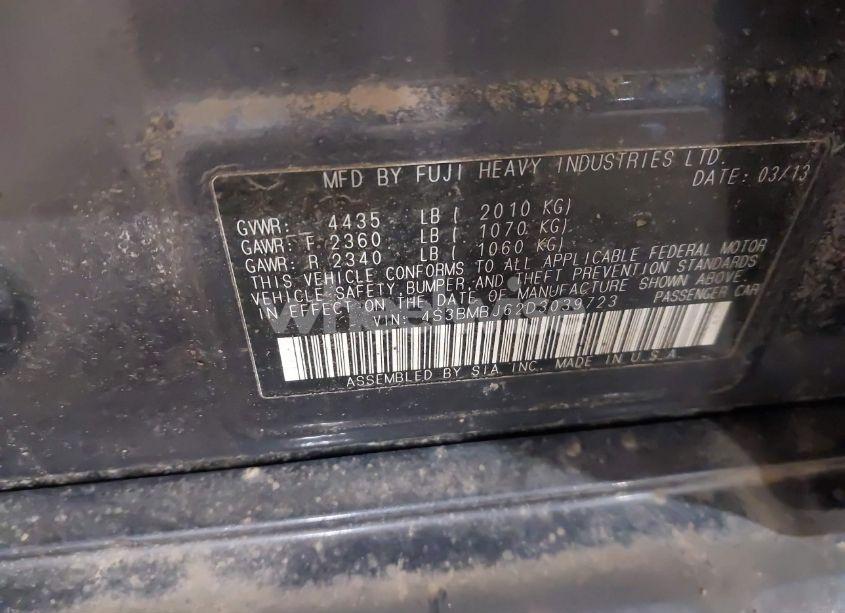 MFD BY FUJI HEAVY INDUSTRIES LTD.
DATE: 03/13
GVWR: 4435 LB ( 2010 KG)
GAWR: F 2360 LB ( 1070 KG)
GAWR: R 2340 LB ( 1060 KG)
THIS VEHICLE CONFORMS TO ALL APPLICABLE FEDERAL MOTOR
VEHICLE SAFETY, BUMPER, AND THEFT PREVENTION STANDARDS
IN EFFECT ON THE DATE OF MANUFACTURE SHOWN ABOVE.
VIN: 4S3BMBJ62D3039723 PASSENGER CAR
ASSEMBLED BY SIA INC. MADE IN U.S.A